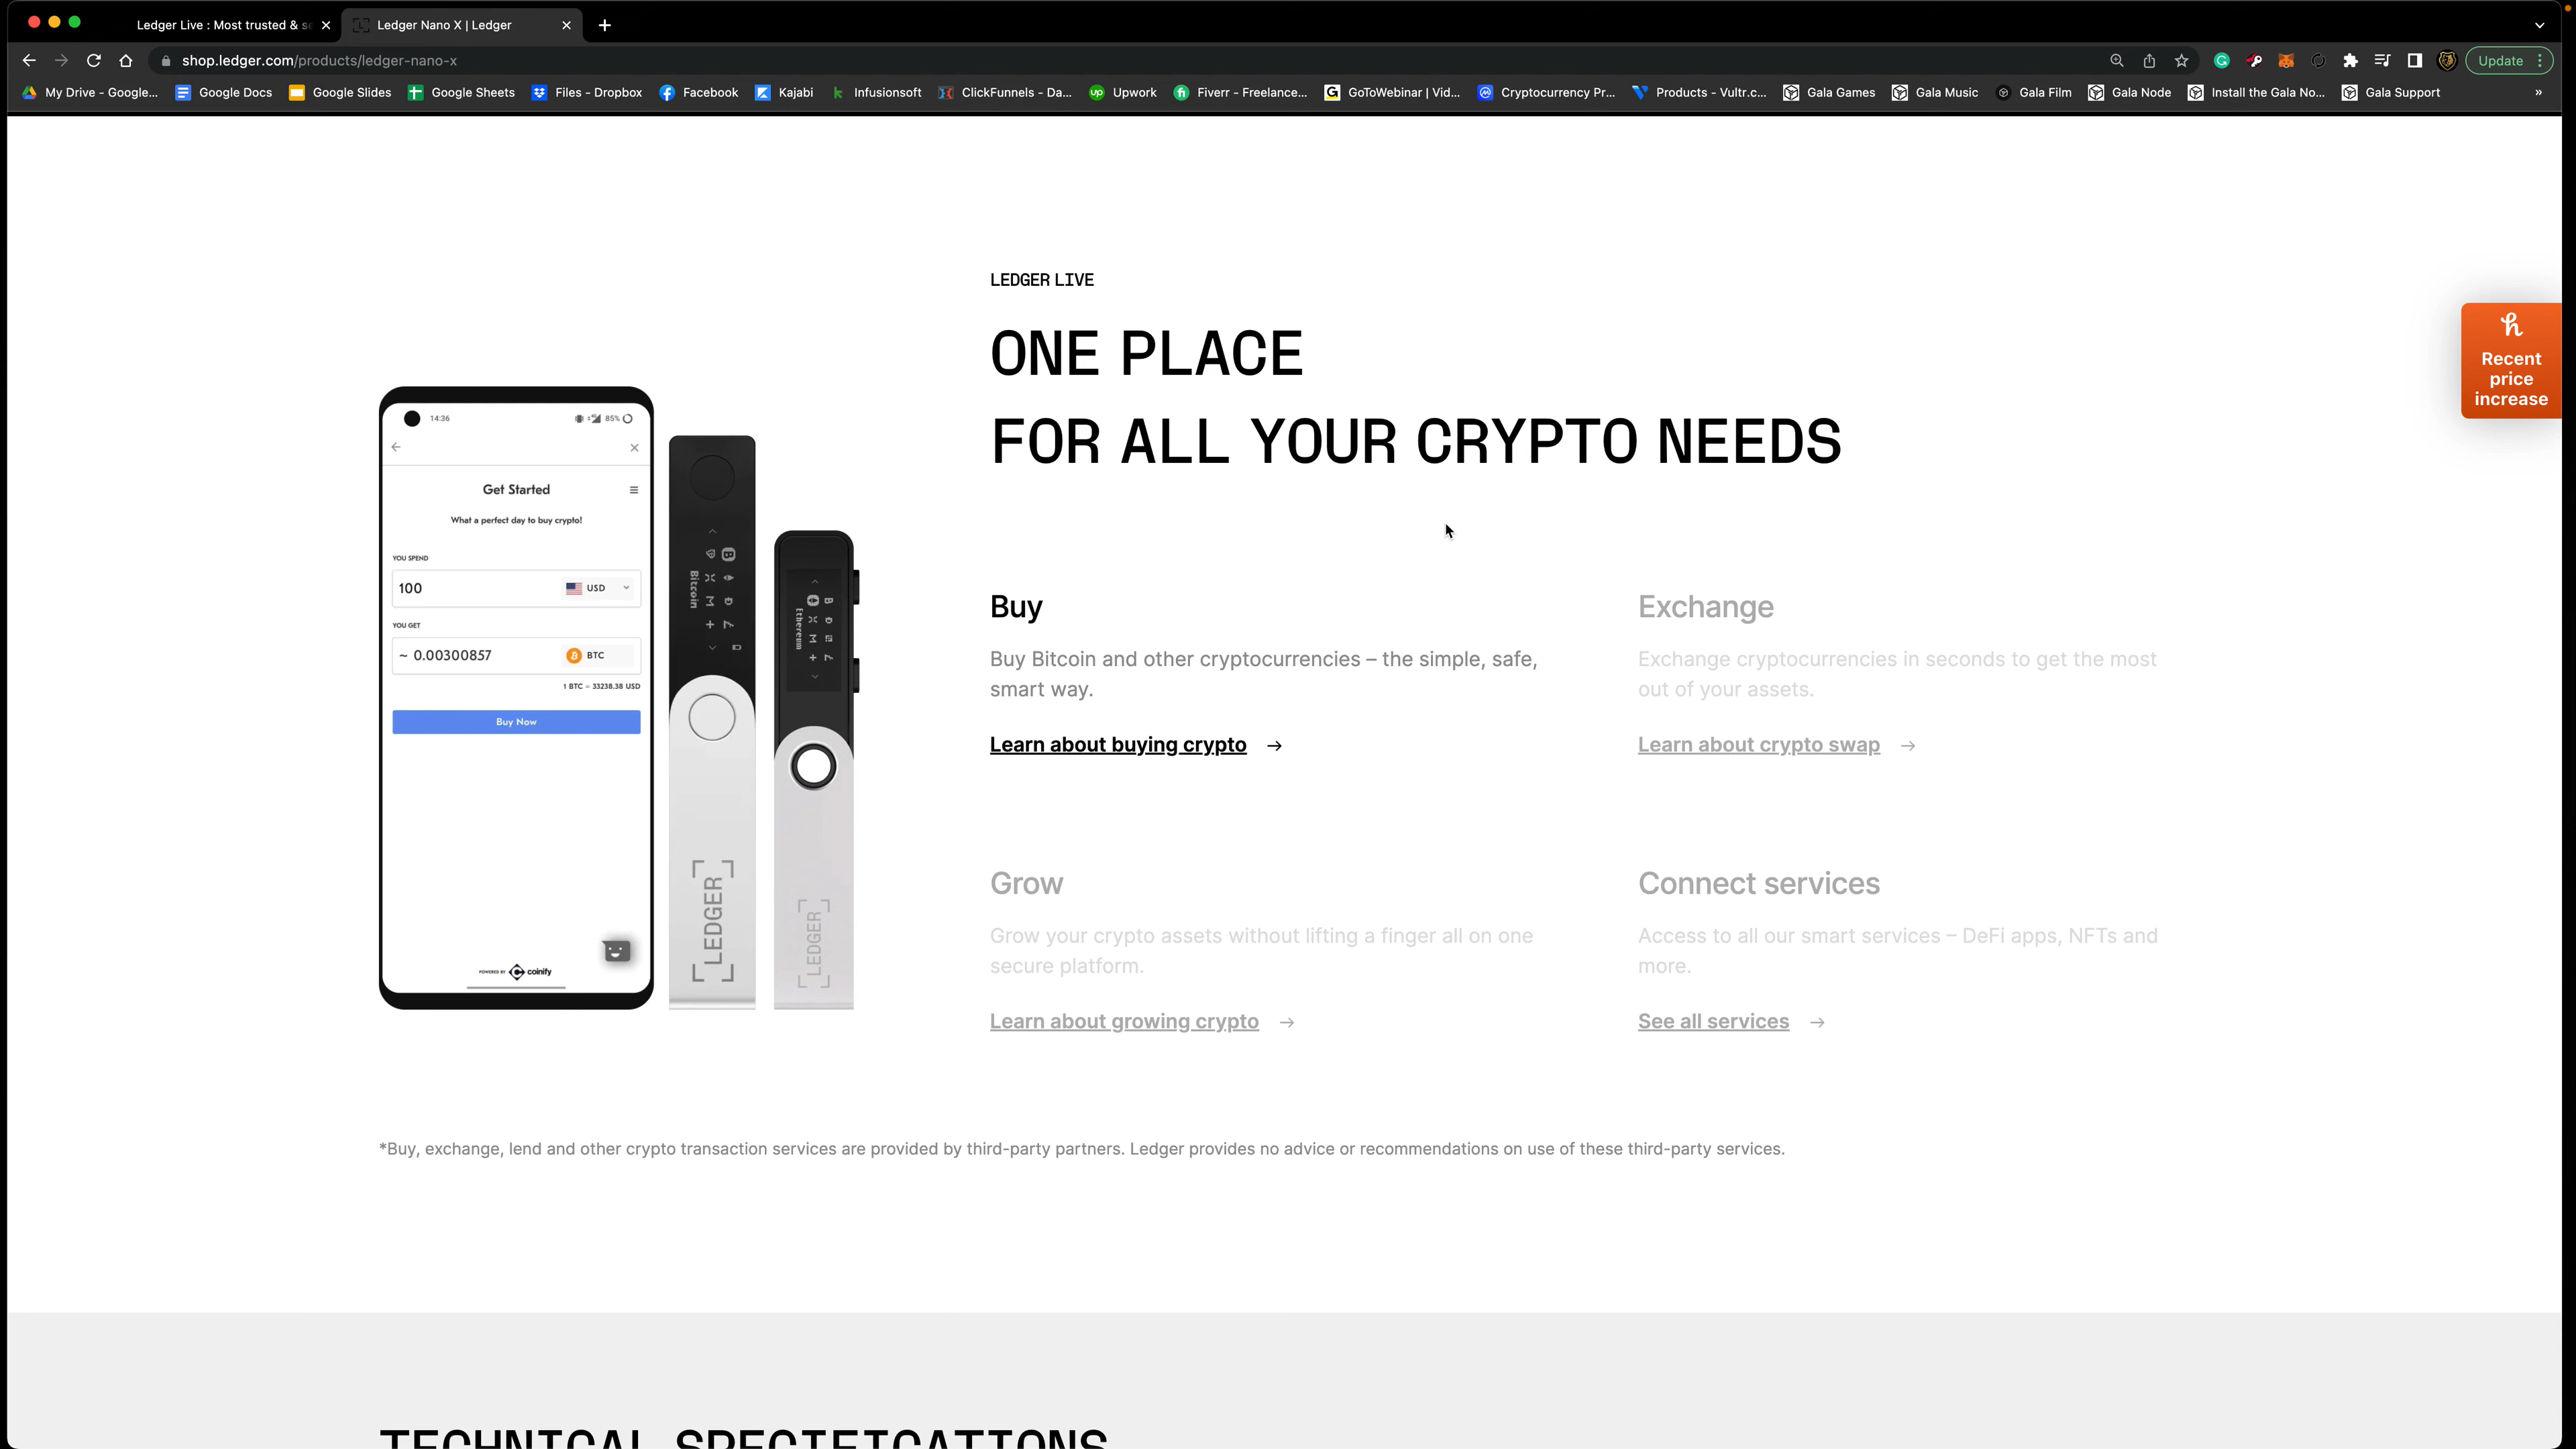 Ledger Live : Most trusted & se
Ledger Nano X | Ledger
shop.ledger.com/products/ledger-nano-x
Update
My Drive - Google...
Google Docs
Google Slides
Google Sheets
Files - Dropbox
Facebook
Kajabi
Infusionsoft
ClickFunnels - Da...
Upwork
Fiverr - Freelance...
GoToWebinar | Vid...
Cryptocurrency Pr...
Products - Vultr.c...
Gala Games
Gala Music
Gala Film
Gala Node
Install the Gala No...
Gala Support
»
LEDGER LIVE
ONE PLACE
FOR ALL YOUR CRYPTO NEEDS
Recent
price
increase
14:36
85%
Get Started
What a perfect day to buy crypto!
YOU SPEND
100
USD
YOU GET
~ 0.00300857
BTC
1 BTC = 33238.38 USD
Buy Now
POWERED BY coinify
Bitcoin
LEDGER
Ethereum
LEDGER
Buy
Buy Bitcoin and other cryptocurrencies – the simple, safe,
smart way.
Learn about buying crypto →
Exchange
Exchange cryptocurrencies in seconds to get the most
out of your assets.
Learn about crypto swap →
Grow
Grow your crypto assets without lifting a finger all on one
secure platform.
Learn about growing crypto →
Connect services
Access to all our smart services – DeFi apps, NFTs and
more.
See all services →
*Buy, exchange, lend and other crypto transaction services are provided by third-party partners. Ledger provides no advice or recommendations on use of these third-party services.
TECHNICAL SPECIFICATIONS